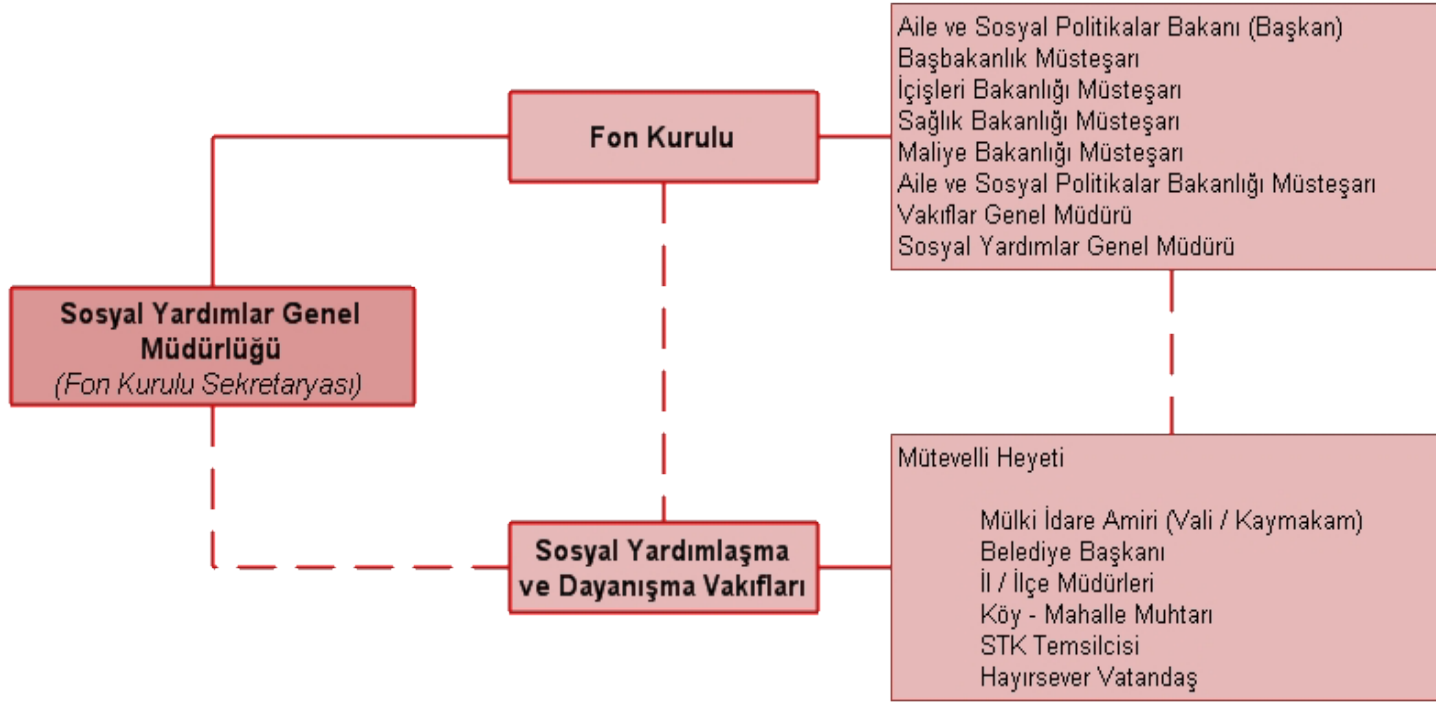 Aile ve Sosyal Politikalar Bakanı (Başkan)
Başbakanlık Müsteşarı
İçişleri Bakanlığı Müsteşarı
Sağlık Bakanlığı Müsteşarı
Maliye Bakanlığı Müsteşarı
Aile ve Sosyal Politikalar Bakanlığı Müsteşarı
Vakıflar Genel Müdürü
Sosyal Yardımlar Genel Müdürü
Fon Kurulu
Sosyal Yardımlar Genel
Müdürlüğü
(Fon Kurulu Sekretaryası)
Sosyal Yardımlaşma
ve Dayanışma Vakıfları
Mütevelli Heyeti
Mülki İdare Amiri (Vali / Kaymakam)
Belediye Başkanı
İl / İlçe Müdürleri
Köy - Mahalle Muhtarı
STK Temsilcisi
Hayırsever Vatandaş